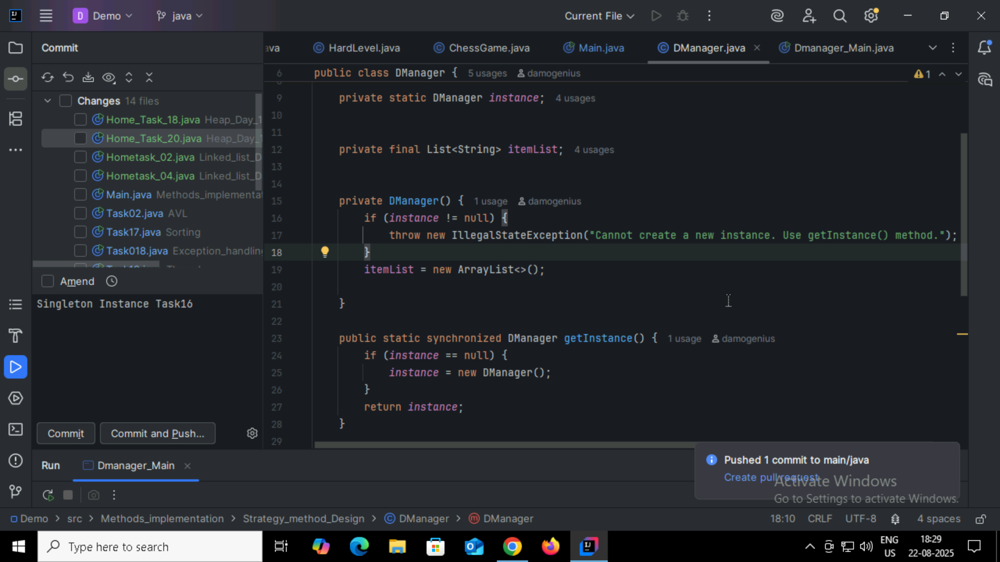 D Demo java Current File
Commit
ava HardLevel.java ChessGame.java Main.java DManager.java Dmanager_Main.java
6 public class DManager { 5 usages damogenius 1
Changes 14 files
Home_Task_18.java Heap_Day_1
Home_Task_20.java Heap_Day_
Hometask_02.java Linked_list_D
Hometask_04.java Linked_list_D
Main.java Methods_implementat
Task02.java AVL
Task17.java Sorting
Task018.java Exception_handling
Amend
Singleton Instance Task16
Commit Commit and Push...
9 private static DManager instance; 4 usages
10
11
12 private final List<String> itemList; 4 usages
13
14
15 private DManager() { 1 usage damogenius
16 if (instance != null) {
17 throw new IllegalStateException("Cannot create a new instance. Use getInstance() method.");
18 }
19 itemList = new ArrayList<>();
20
21 }
22
23 public static synchronized DManager getInstance() { 1 usage damogenius
24 if (instance == null) {
25 instance = new DManager();
26 }
27 return instance;
28 }
29
Run Dmanager_Main
Pushed 1 commit to main/java
Create pull request
Activate Windows
Go to Settings to activate Windows.
Demo > src > Methods_implementation > Strategy_method_Design > DManager > DManager 18:10 CRLF UTF-8 4 spaces
Type here to search
ENG
US
18:29
22-08-2025